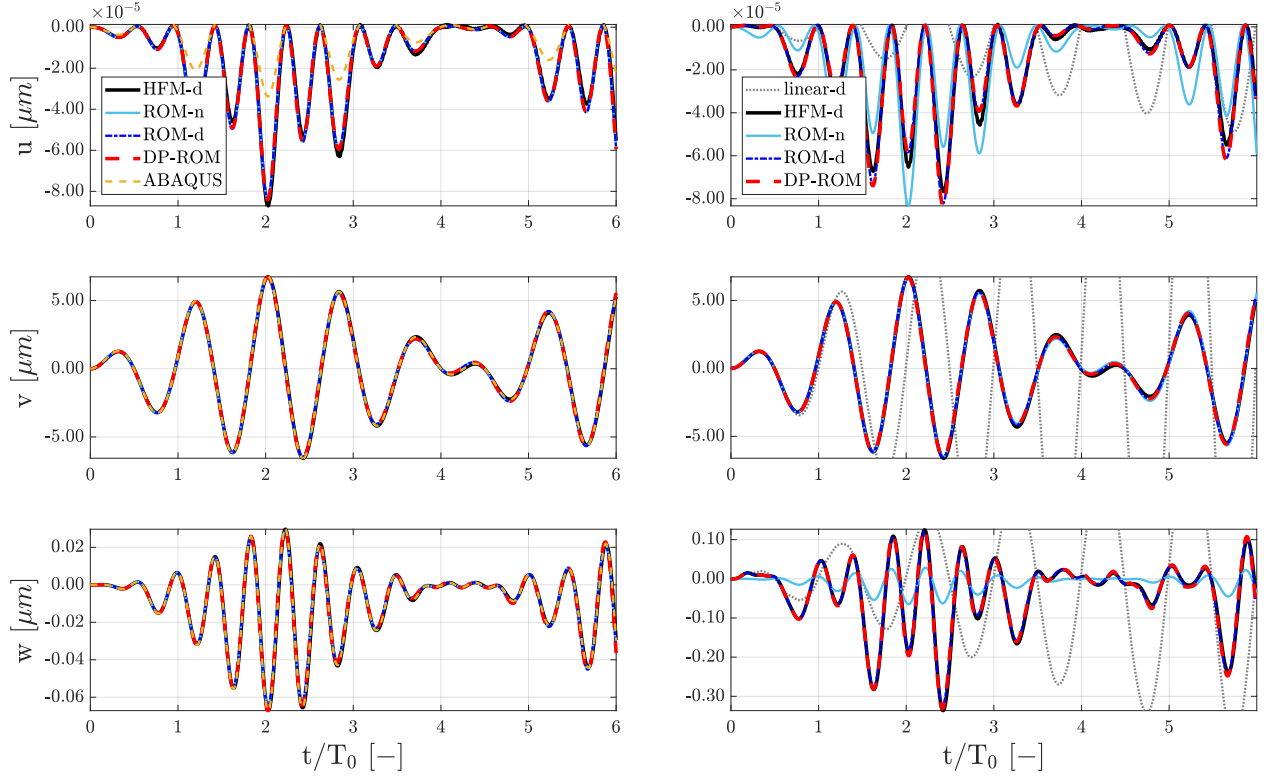 ×10⁻⁵
0.00
-2.00
-4.00
-6.00
-8.00
u [μm]
HFM-d
ROM-n
ROM-d
DP-ROM
ABAQUS
0 1 2 3 4 5 6
×10⁻⁵
0.00
-2.00
-4.00
-6.00
-8.00
linear-d
HFM-d
ROM-n
ROM-d
DP-ROM
0 1 2 3 4 5
5.00
0.00
-5.00
v [μm]
0 1 2 3 4 5 6
5.00
0.00
-5.00
0 1 2 3 4 5
0.02
0.00
-0.02
-0.04
-0.06
w [μm]
0 1 2 3 4 5 6
t/T₀ [−]
0.10
0.00
-0.10
-0.20
-0.30
0 1 2 3 4 5
t/T₀ [−]